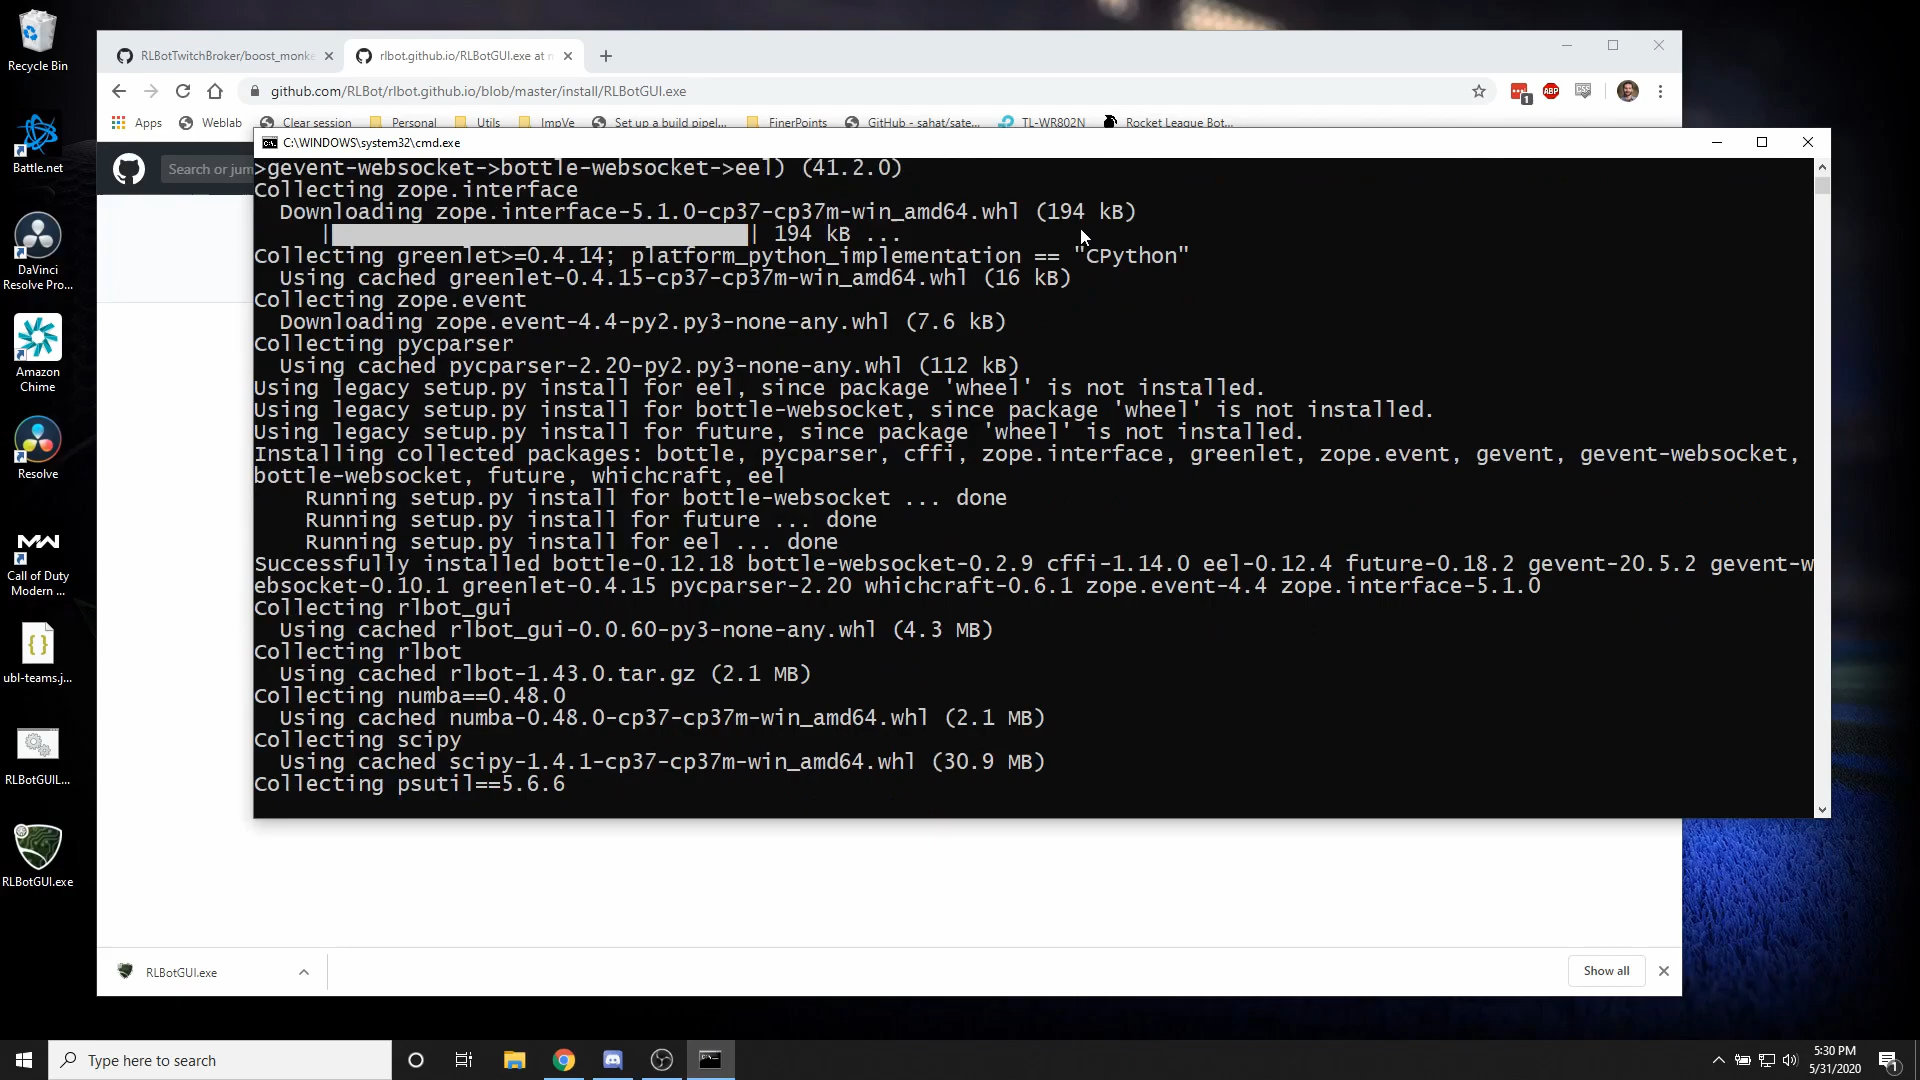 Recycle Bin
Battle.net
DaVinci
Resolve Pro...
Amazon
Chime
Resolve
Call of Duty
Modern ...
ubl-teams.j...
RLBotGUIL...
RLBotGUI.exe
RLBotTwitchBroker/boost_monke
rlbot.github.io/RLBotGUI.exe at n
github.com/RLBot/rlbot.github.io/blob/master/install/RLBotGUI.exe
1
ABP
CSS
Apps
Weblab
Clear session
Personal
Utils
ImpVe
Set up a build pipel...
FinerPoints
GitHub - sahat/sate...
TL-WR802N
Rocket League Bot...
Search or jum
C:\WINDOWS\system32\cmd.exe
>gevent-websocket->bottle-websocket->eel) (41.2.0)
Collecting zope.interface
  Downloading zope.interface-5.1.0-cp37-cp37m-win_amd64.whl (194 kB)
     |████████████████████████████████| 194 kB ...
Collecting greenlet>=0.4.14; platform_python_implementation == "CPython"
  Using cached greenlet-0.4.15-cp37-cp37m-win_amd64.whl (16 kB)
Collecting zope.event
  Downloading zope.event-4.4-py2.py3-none-any.whl (7.6 kB)
Collecting pycparser
  Using cached pycparser-2.20-py2.py3-none-any.whl (112 kB)
Using legacy setup.py install for eel, since package 'wheel' is not installed.
Using legacy setup.py install for bottle-websocket, since package 'wheel' is not installed.
Using legacy setup.py install for future, since package 'wheel' is not installed.
Installing collected packages: bottle, pycparser, cffi, zope.interface, greenlet, zope.event, gevent, gevent-websocket,
bottle-websocket, future, whichcraft, eel
    Running setup.py install for bottle-websocket ... done
    Running setup.py install for future ... done
    Running setup.py install for eel ... done
Successfully installed bottle-0.12.18 bottle-websocket-0.2.9 cffi-1.14.0 eel-0.12.4 future-0.18.2 gevent-20.5.2 gevent-w
ebsocket-0.10.1 greenlet-0.4.15 pycparser-2.20 whichcraft-0.6.1 zope.event-4.4 zope.interface-5.1.0
Collecting rlbot_gui
  Using cached rlbot_gui-0.0.60-py3-none-any.whl (4.3 MB)
Collecting rlbot
  Using cached rlbot-1.43.0.tar.gz (2.1 MB)
Collecting numba==0.48.0
  Using cached numba-0.48.0-cp37-cp37m-win_amd64.whl (2.1 MB)
Collecting scipy
  Using cached scipy-1.4.1-cp37-cp37m-win_amd64.whl (30.9 MB)
Collecting psutil==5.6.6
RLBotGUI.exe
Show all
Type here to search
5:30 PM
5/31/2020
1